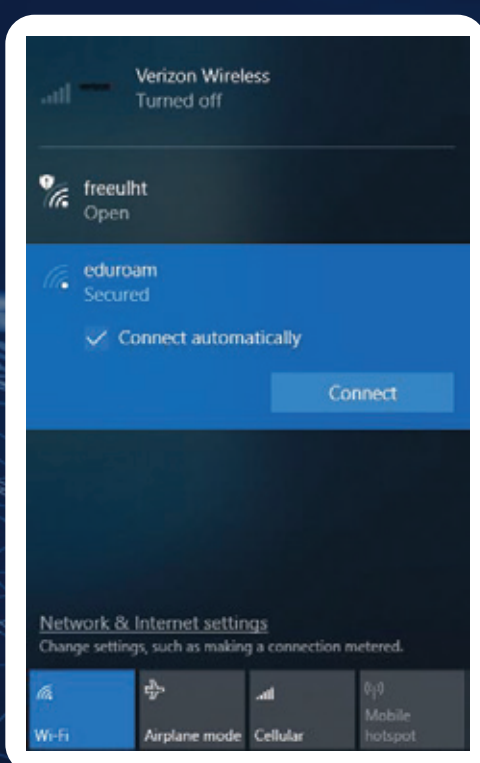 Verizon Wireless
Turned off
freeulht
Open
eduroam
Secured
Connect automatically
Connect
Network & Internet settings
Change settings, such as making a connection metered.
Wi-Fi
Airplane mode
Cellular
Mobile
hotspot